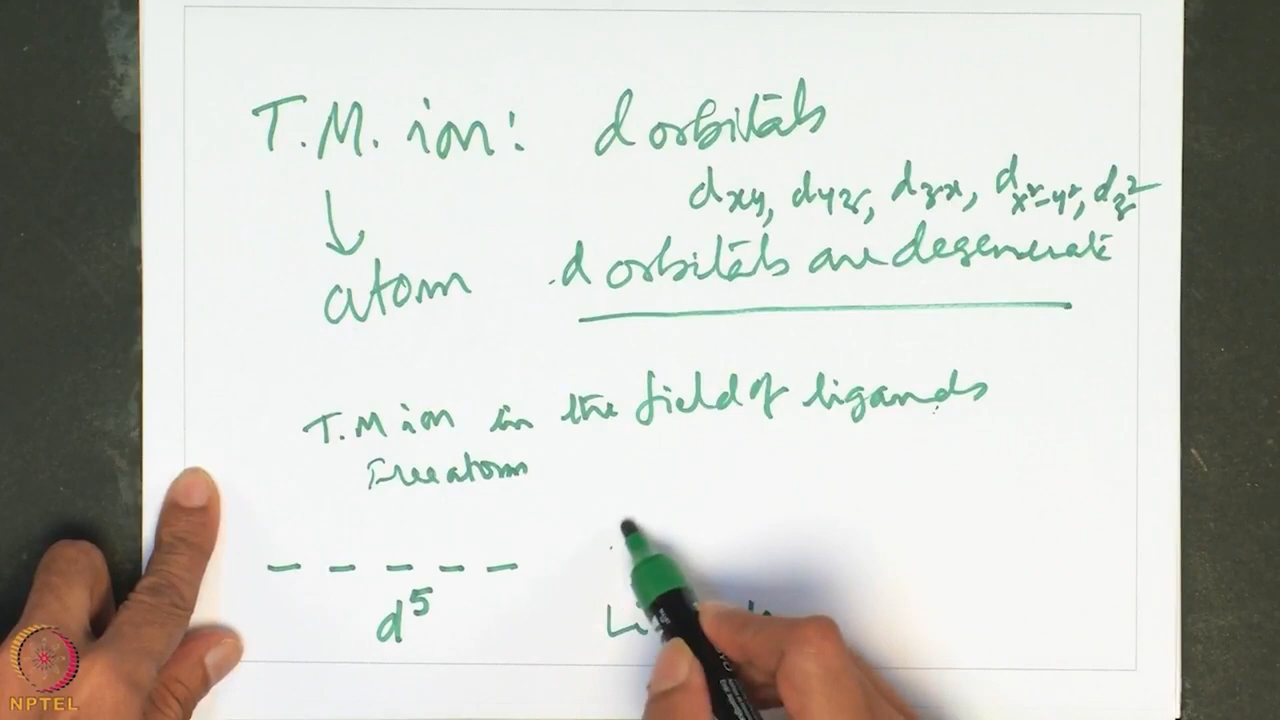 T.M. ion: d orbitals
dxy, dyz, dzx, dx²-y², dz²
atom d orbitals are degenerate
T.M ion in the field of ligands
Free atom
d⁵
NPTEL